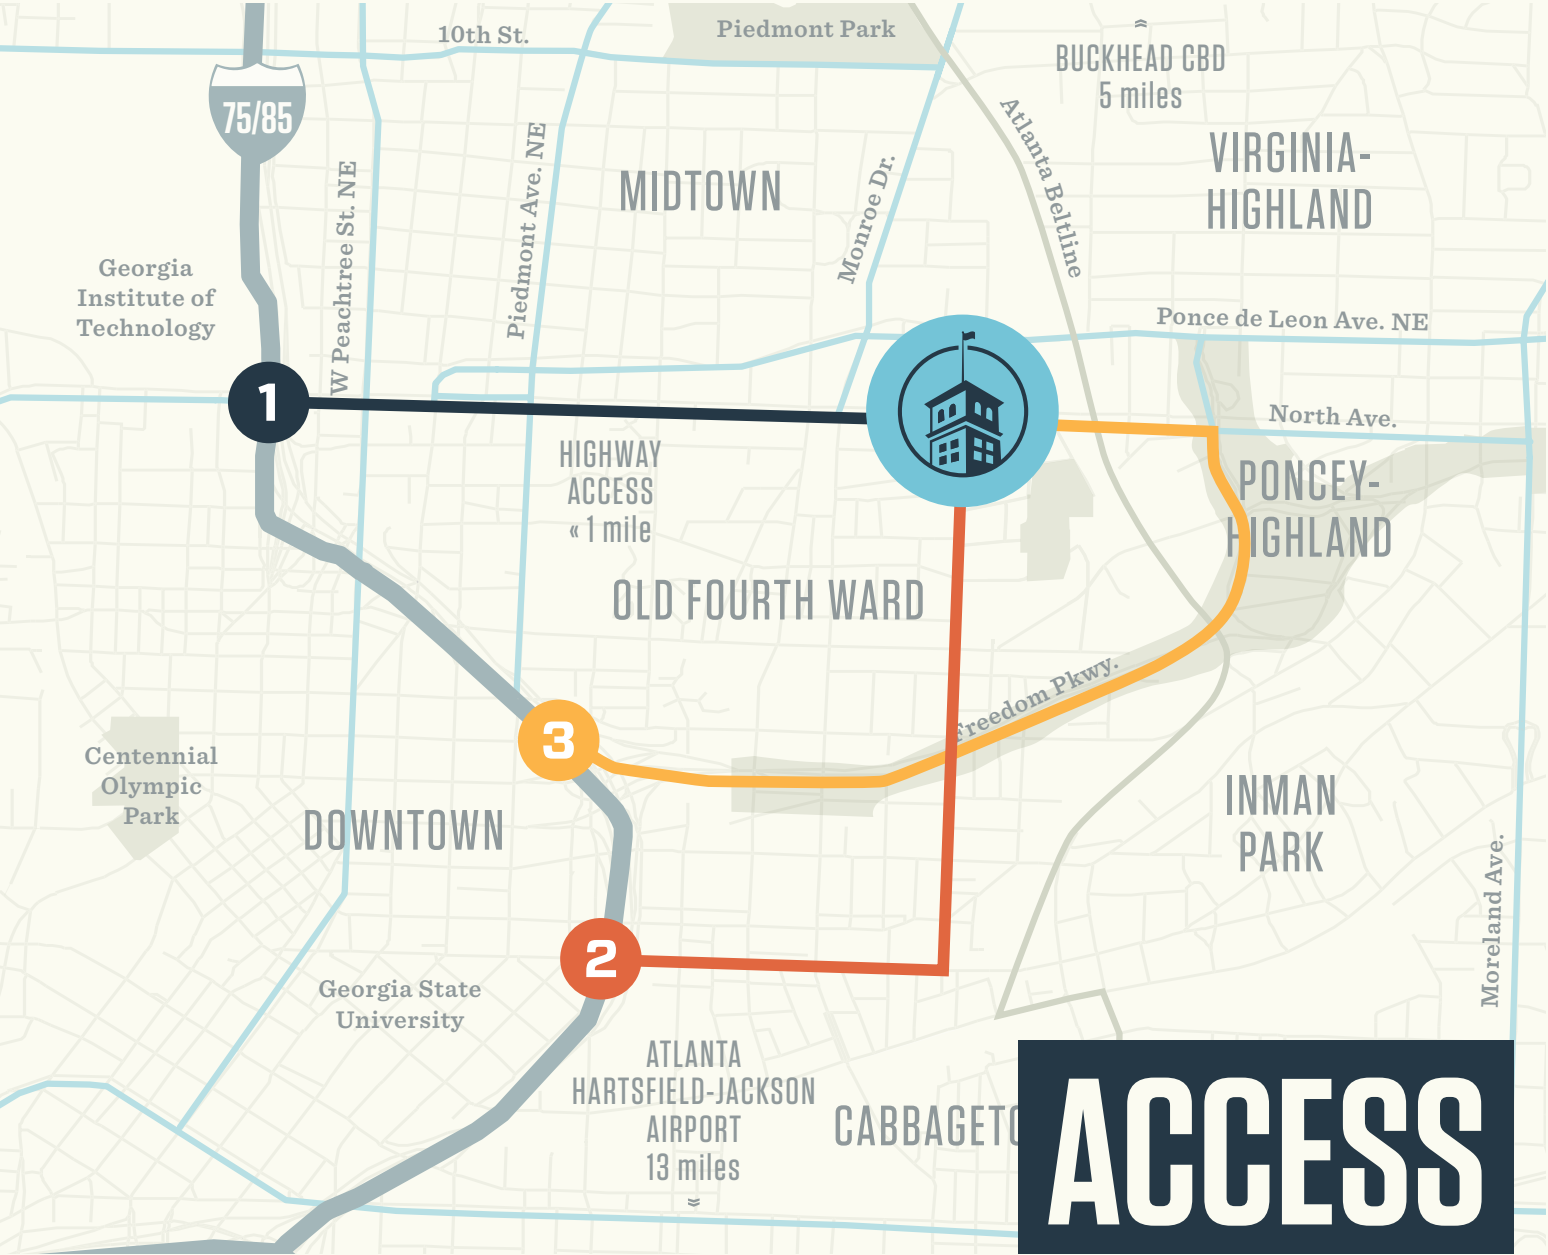 10th St.
Piedmont Park
BUCKHEAD CBD
5 miles
75/85
W Peachtree St. NE
Piedmont Ave. NE
MIDTOWN
Monroe Dr.
Atlanta Beltline
VIRGINIA-
HIGHLAND
Georgia
Institute of
Technology
Ponce de Leon Ave. NE
1
North Ave.
HIGHWAY
ACCESS
« 1 mile
PONCEY-
HIGHLAND
OLD FOURTH WARD
Freedom Pkwy.
3
Centennial
Olympic
Park
DOWNTOWN
INMAN
PARK
Moreland Ave.
2
Georgia State
University
ATLANTA
HARTSFIELD-JACKSON
AIRPORT
13 miles
CABBAGETO
ACCESS